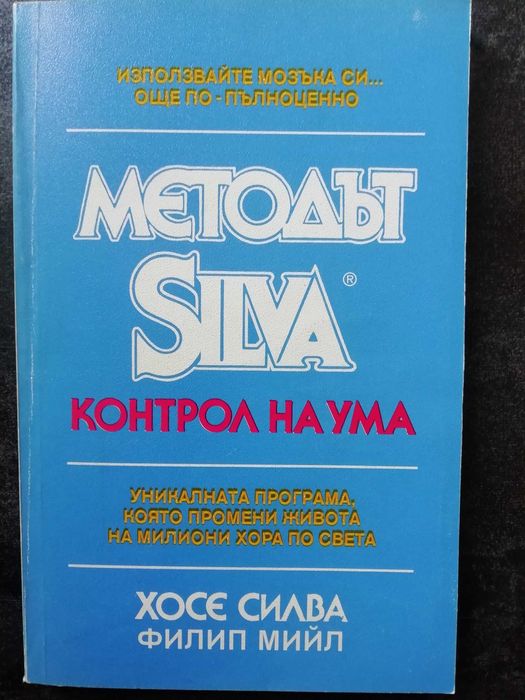 ИЗПОЛЗВАЙТЕ МОЗЪКА СИ...
ОЩЕ ПО-ПЪЛНОЦЕННО
МЕТОДЪТ
SILVA®
КОНТРОЛ НА УМА
УНИКАЛНАТА ПРОГРАМА,
КОЯТО ПРОМЕНИ ЖИВОТА
НА МИЛИОНИ ХОРА ПО СВЕТА
ХОСЕ СИЛВА
ФИЛИП МИЙЛ